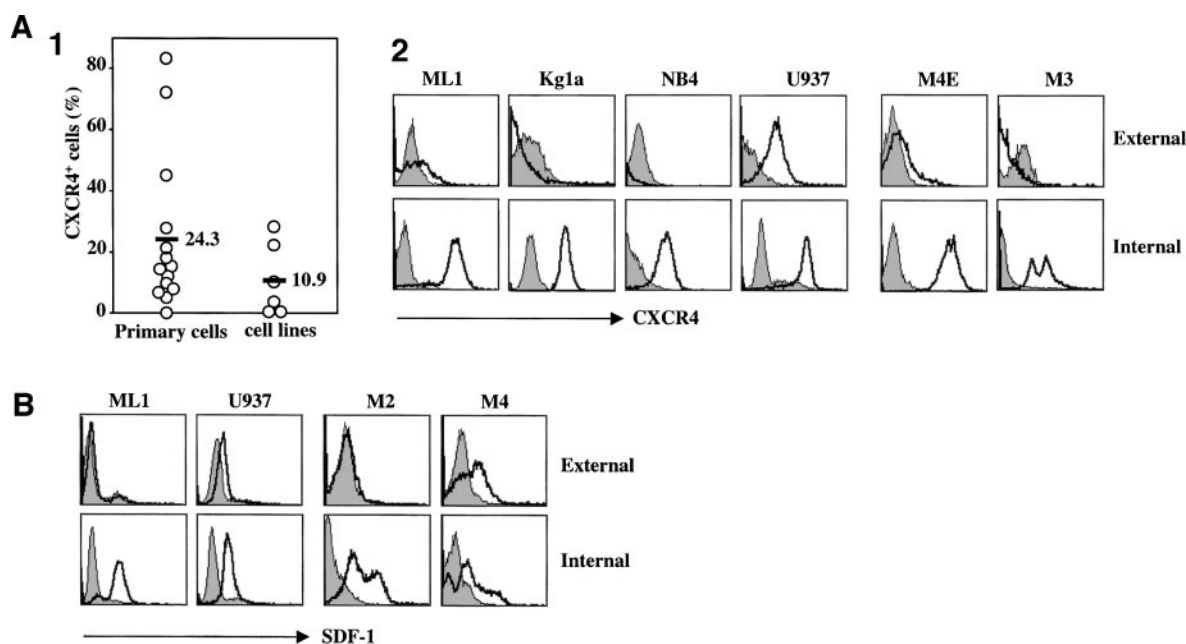 A
1
CXCR4+ cells (%)
80
60
40
20
0
24.3
10.9
Primary cells
cell lines
2
ML1 Kg1a NB4 U937 M4E M3
External
Internal
CXCR4
B
ML1 U937 M2 M4
External
Internal
SDF-1